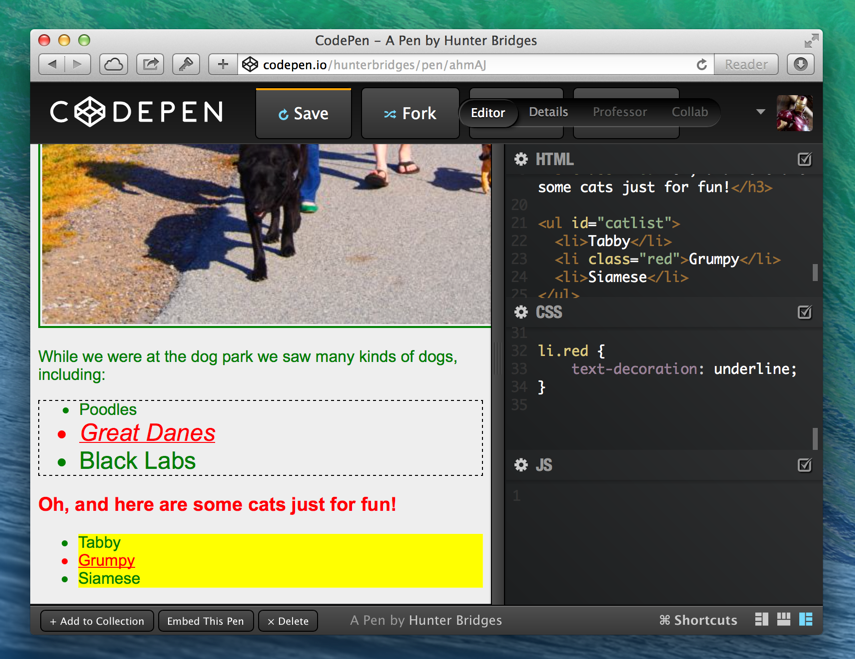 CodePen – A Pen by Hunter Bridges
codepen.io/hunterbridges/pen/ahmAJ
Reader
CODEPEN
Save
Fork
Editor
Details
Professor
Collab
While we were at the dog park we saw many kinds of dogs,
including:
Poodles
Great Danes
Black Labs
Oh, and here are some cats just for fun!
Tabby
Grumpy
Siamese
HTML
some cats just for fun!</h3>
20
21 <ul id="catlist">
22 <li>Tabby</li>
23 <li class="red">Grumpy</li>
24 <li>Siamese</li>
25 </ul>
CSS
31
32 li.red {
33 text-decoration: underline;
34 }
35
JS
1
+ Add to Collection
Embed This Pen
× Delete
A Pen by Hunter Bridges
⌘ Shortcuts